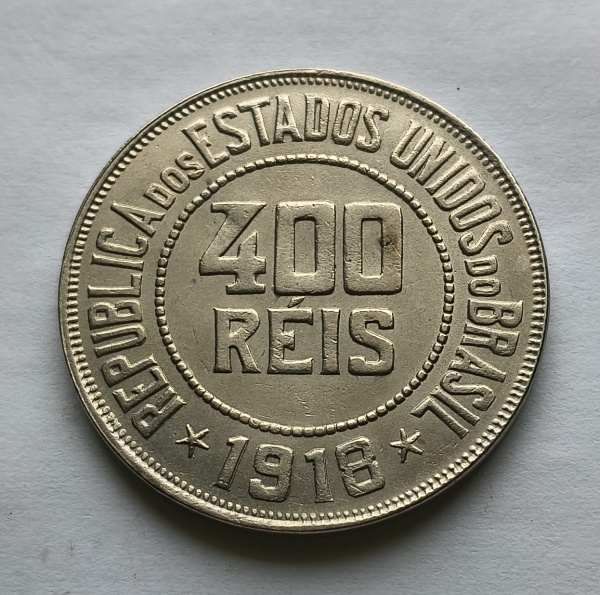 REPUBLICA DOS ESTADOS UNIDOS DO BRASIL
400
RÉIS
1918